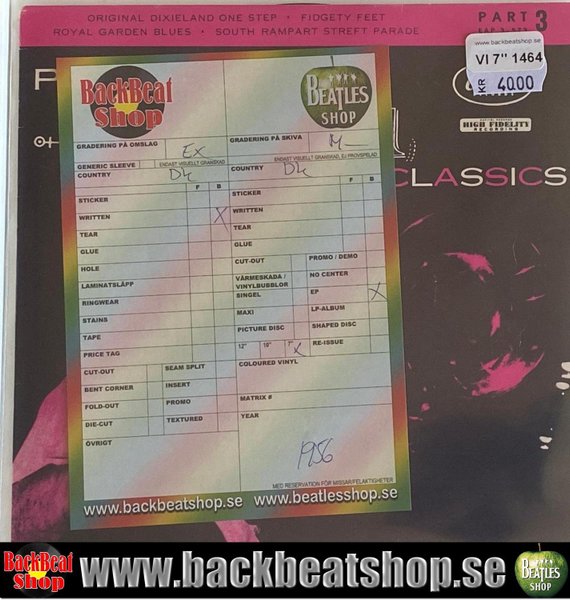 ORIGINAL DIXIELAND ONE STEP • FIDGETY FEET
ROYAL GARDEN BLUES • SOUTH RAMPART STREET PARADE
PART 3
www.backbeatshop.se
VI 7" 1464
KR 4000
HIGH FIDELITY
RECORDING
CLASSICS
BackBeat
Shop
BEATLES
SHOP
GRADERING PÅ OMSLAG Ex
GRADERING PÅ SKIVA M
GENERIC SLEEVE ENDAST VISUELLT GRANSKAD
ENDAST VISUELLT GRANSKAD, EJ PROVSPELAD
COUNTRY DK
COUNTRY DK
F B
F B
STICKER
WRITTEN X
TEAR
GLUE
HOLE
LAMINATSLÄPP
RINGWEAR
STAINS
TAPE
PRICE TAG
CUT-OUT
SEAM SPLIT
BENT CORNER
INSERT
FOLD-OUT
PROMO
DIE-CUT
TEXTURED
ÖVRIGT
STICKER
WRITTEN
TEAR
GLUE
CUT-OUT
PROMO / DEMO
VÄRMESKADA /
VINYLBUBBLOR
NO CENTER
SINGEL
EP X
MAXI
LP-ALBUM
PICTURE DISC
SHAPED DISC
12" 10" 7" X
RE-ISSUE
COLOURED VINYL
MATRIX #
YEAR
1956
MED RESERVATION FÖR MISSAR/FELAKTIGHETER
www.backbeatshop.se www.beatlesshop.se
BackBeat
Shop
www.backbeatshop.se
BEATLES
SHOP